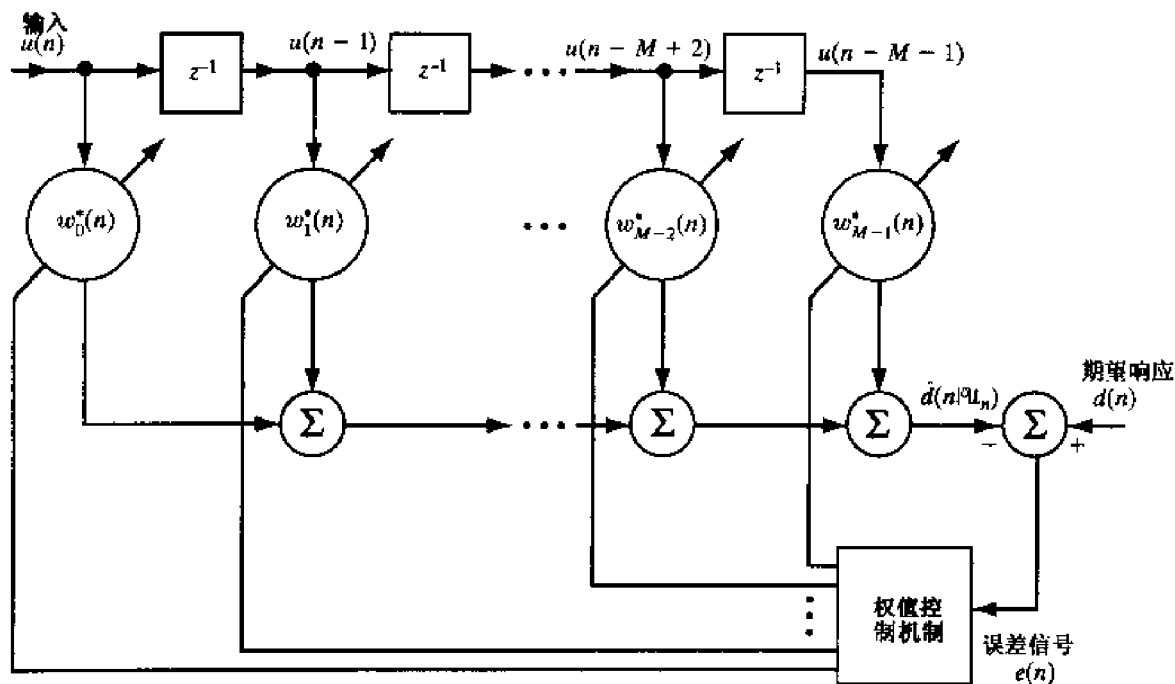 输入
u(n)
u(n − 1)
u(n − M + 2)
u(n − M − 1)
z⁻¹
z⁻¹
z⁻¹
w₀*(n)
w₁*(n)
w*_{M−2}(n)
w*_{M−1}(n)
Σ
Σ
Σ
Σ
d̂(n|𝒰ₙ)
−
+
期望响应
d(n)
权值控
制机制
误差信号
e(n)